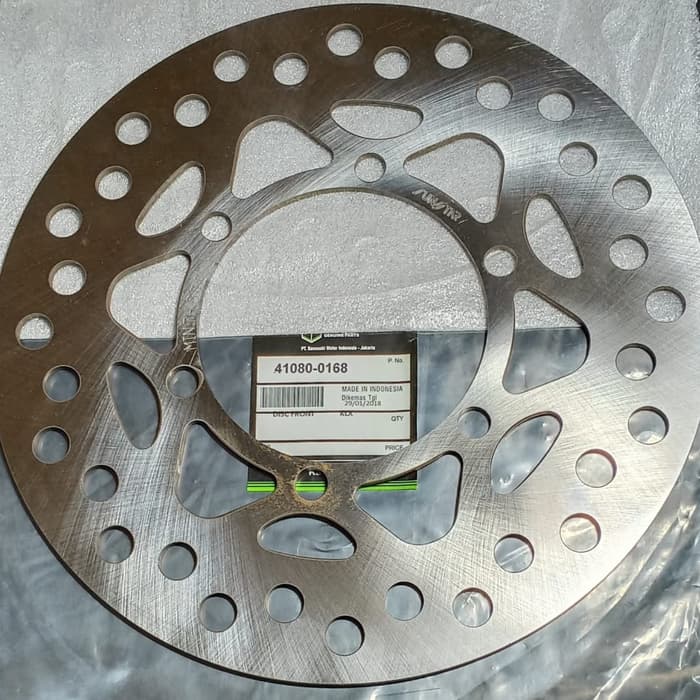 SUNSTAR
MIN.T
GENUINE PARTS
PT. Kawasaki Motor Indonesia - Jakarta
P. No.
41080-0168
MADE IN INDONESIA
Dikemas Tgl
29/01/2018
DISC FRONT KLX
QTY
PRICE